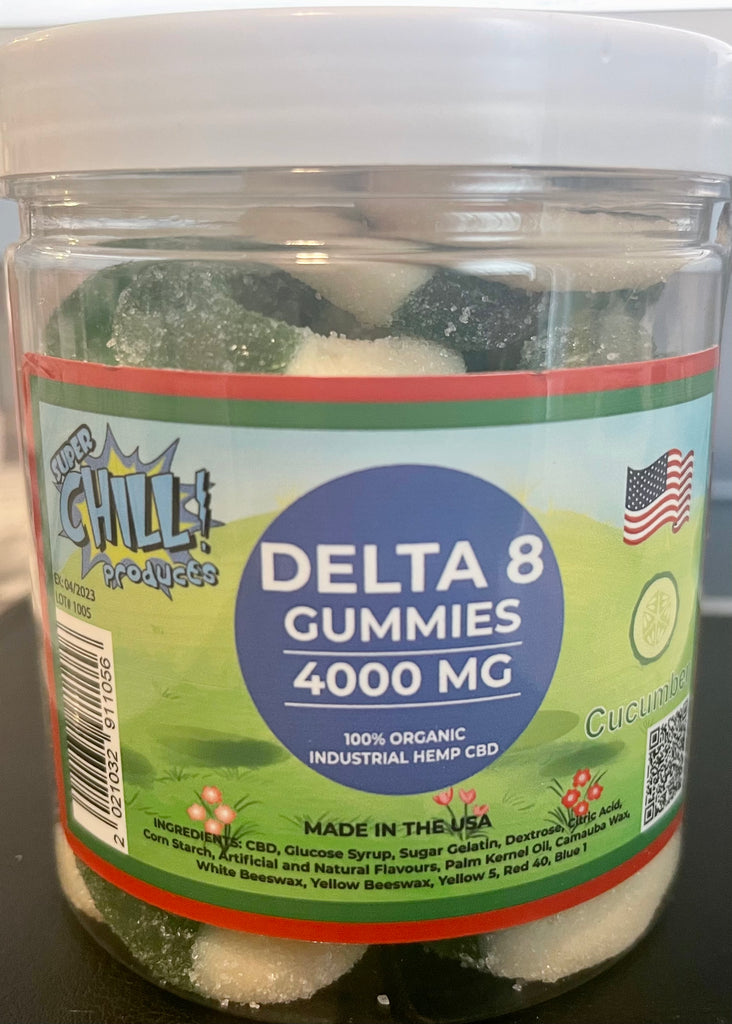 SUPER
CHILL!
PRODUCTS
EX: 04/2023
LOT# 1005
2 021032 911056
DELTA 8
GUMMIES
4000 MG
100% ORGANIC
INDUSTRIAL HEMP CBD
Cucumber
MADE IN THE USA
INGREDIENTS: CBD, Glucose Syrup, Sugar Gelatin, Dextrose, Citric Acid,
Corn Starch, Artificial and Natural Flavours, Palm Kernel Oil, Carnauba Wax,
White Beeswax, Yellow Beeswax, Yellow 5, Red 40, Blue 1